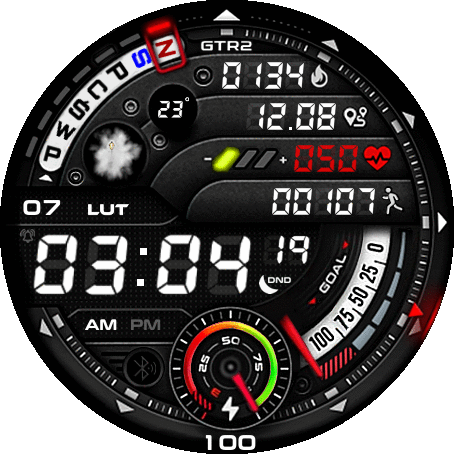 GTR2
P W S C P S N
0134
23°
12.08
- + 050
07 LUT
00107
03:04 19
DND
GOAL
0 25 50 75 100
AM PM
25 50 75
E
100